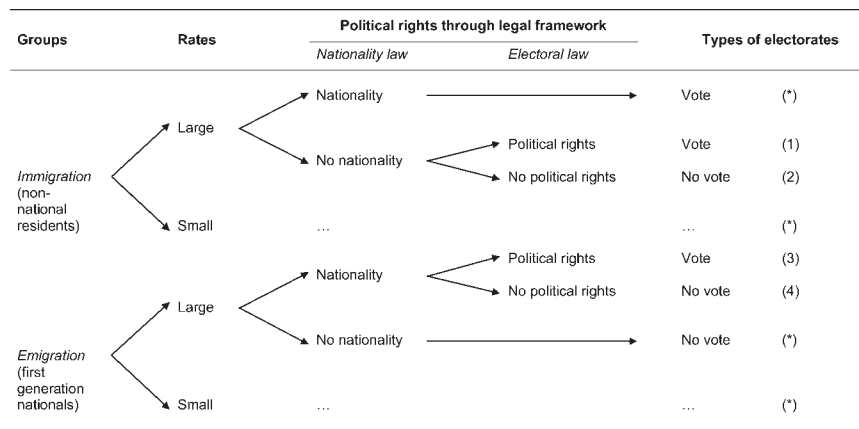 Political rights through legal framework
Groups Rates Types of electorates
Nationality law Electoral law
Nationality Vote (*)
Large
Political rights Vote (1)
No nationality
Immigration No political rights No vote (2)
(non-
national
residents) Small ... ... (*)
Political rights Vote (3)
Nationality
No political rights No vote (4)
Large
No nationality No vote (*)
Emigration
(first
generation
nationals) Small ... ... (*)